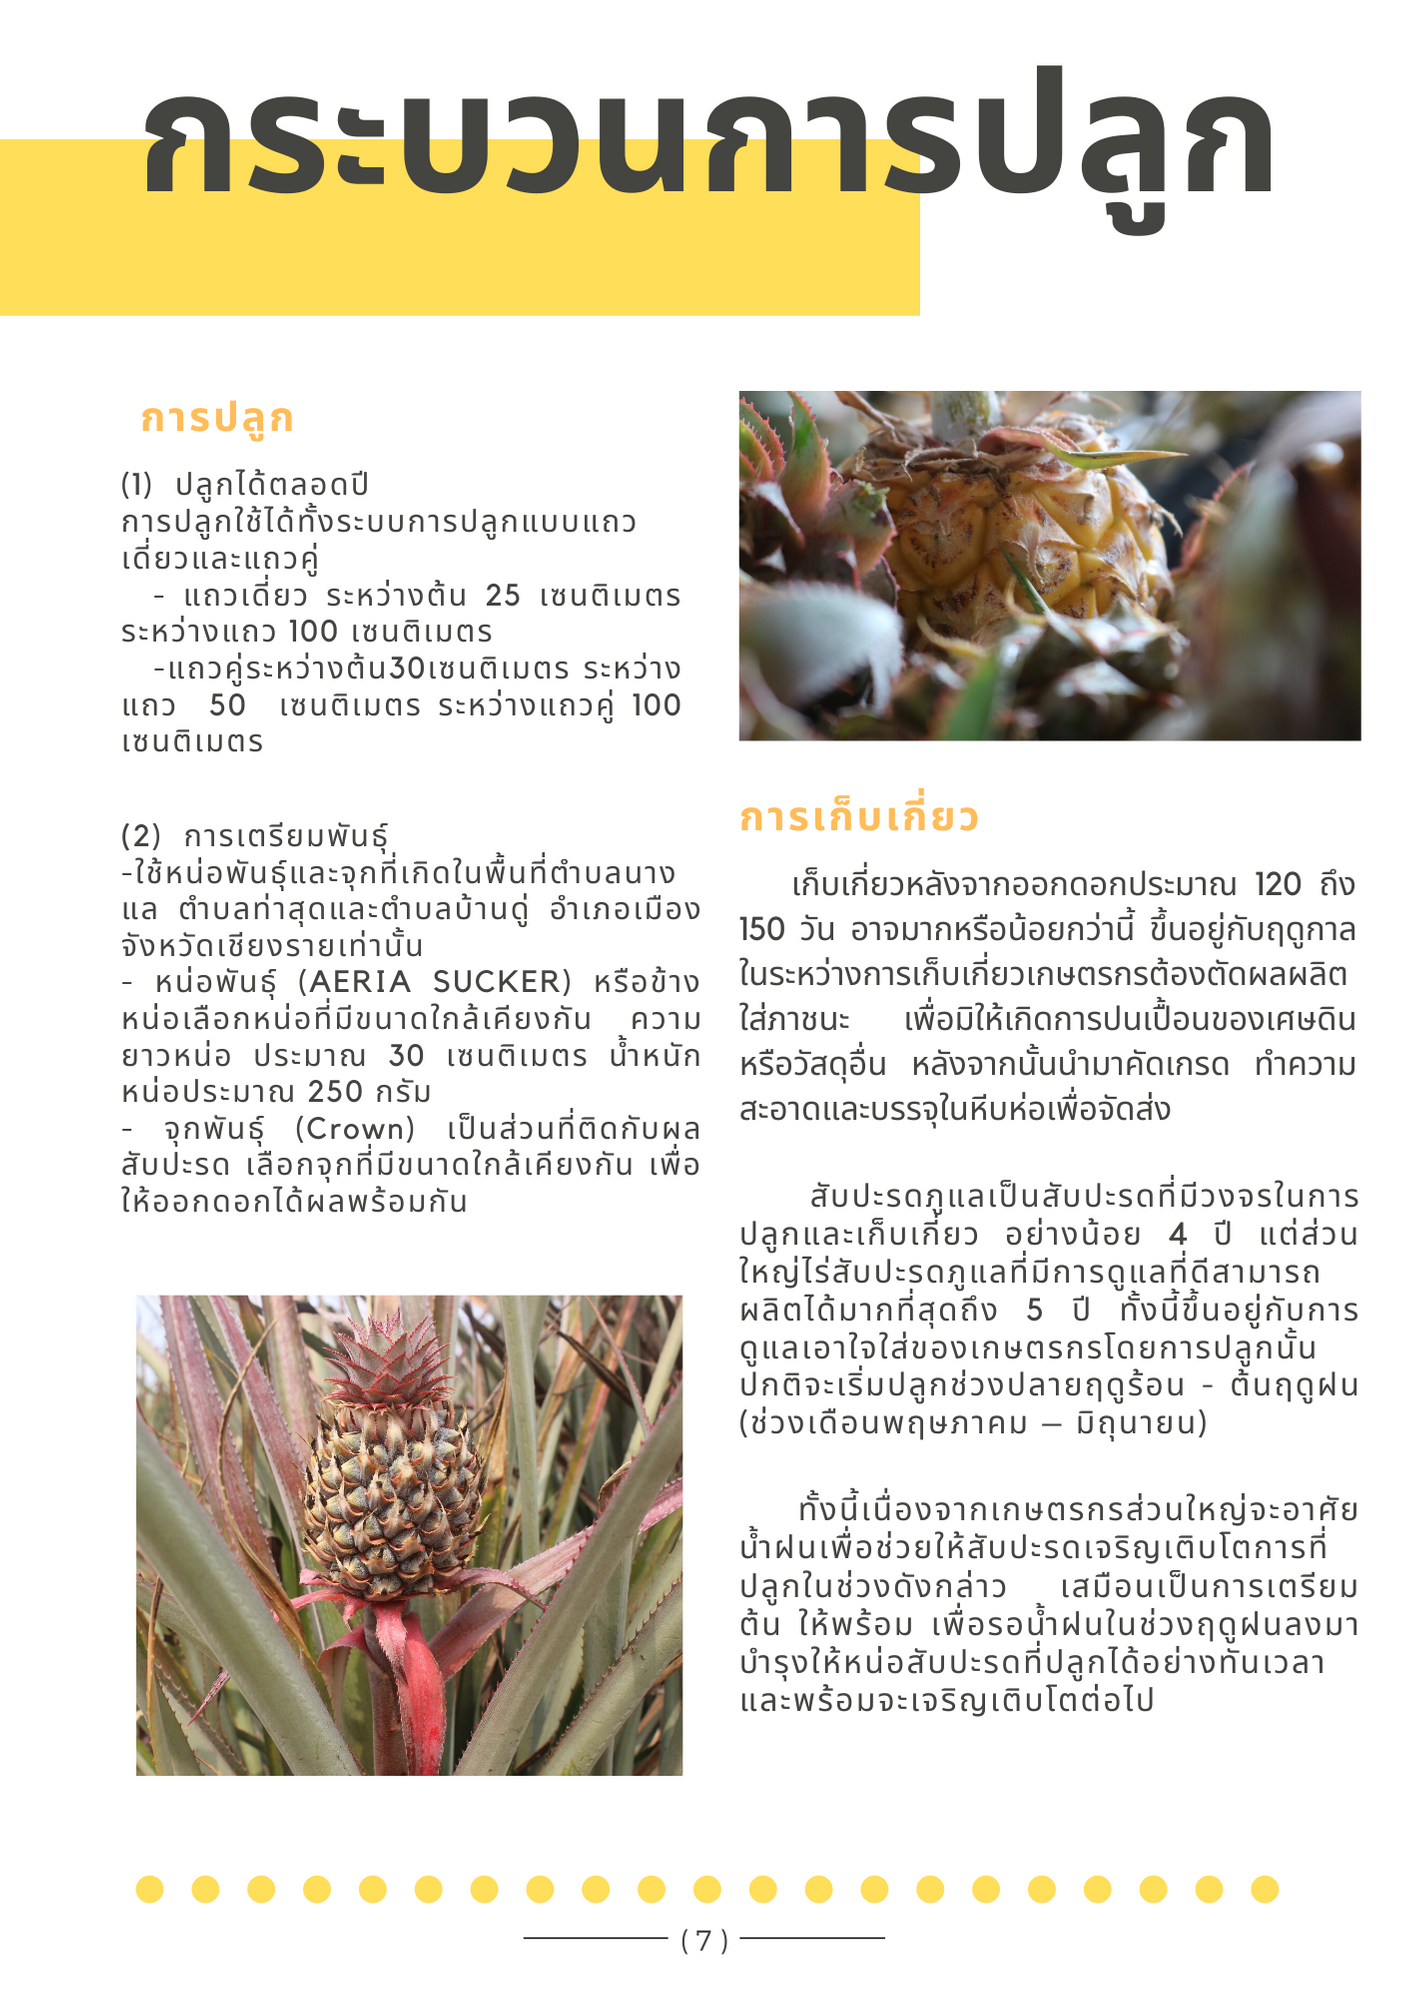 กระบวนการปลูก
การปลูก
(1) ปลูกได้ตลอดปี
การปลูกใช้ได้ทั้งระบบการปลูกแบบแถว
เดี่ยวและแถวคู่
- แถวเดี่ยว ระหว่างต้น 25 เซนติเมตร
ระหว่างแถว 100 เซนติเมตร
-แถวคู่ระหว่างต้น30เซนติเมตร ระหว่าง
แถว 50 เซนติเมตร ระหว่างแถวคู่ 100
เซนติเมตร
(2) การเตรียมพันธุ์
-ใช้หน่อพันธุ์และจุกที่เกิดในพื้นที่ตำบลนาง
แล ตำบลท่าสุดและตำบลบ้านดู่ อำเภอเมือง
จังหวัดเชียงรายเท่านั้น
- หน่อพันธุ์ (AERIA SUCKER) หรือข้าง
หน่อเลือกหน่อที่มีขนาดใกล้เคียงกัน ความ
ยาวหน่อ ประมาณ 30 เซนติเมตร น้ำหนัก
หน่อประมาณ 250 กรัม
- จุกพันธุ์ (Crown) เป็นส่วนที่ติดกับผล
สับปะรด เลือกจุกที่มีขนาดใกล้เคียงกัน เพื่อ
ให้ออกดอกได้ผลพร้อมกัน
การเก็บเกี่ยว
เก็บเกี่ยวหลังจากออกดอกประมาณ 120 ถึง
150 วัน อาจมากหรือน้อยกว่านี้ ขึ้นอยู่กับฤดูกาล
ในระหว่างการเก็บเกี่ยวเกษตรกรต้องตัดผลผลิต
ใส่ภาชนะ เพื่อมิให้เกิดการปนเปื้อนของเศษดิน
หรือวัสดุอื่น หลังจากนั้นนำมาคัดเกรด ทำความ
สะอาดและบรรจุในหีบห่อเพื่อจัดส่ง
สับปะรดภูแลเป็นสับปะรดที่มีวงจรในการ
ปลูกและเก็บเกี่ยว อย่างน้อย 4 ปี แต่ส่วน
ใหญ่ไร่สับปะรดภูแลที่มีการดูแลที่ดีสามารถ
ผลิตได้มากที่สุดถึง 5 ปี ทั้งนี้ขึ้นอยู่กับการ
ดูแลเอาใจใส่ของเกษตรกรโดยการปลูกนั้น
ปกติจะเริ่มปลูกช่วงปลายฤดูร้อน - ต้นฤดูฝน
(ช่วงเดือนพฤษภาคม – มิถุนายน)
ทั้งนี้เนื่องจากเกษตรกรส่วนใหญ่จะอาศัย
น้ำฝนเพื่อช่วยให้สับปะรดเจริญเติบโตการที่
ปลูกในช่วงดังกล่าว เสมือนเป็นการเตรียม
ต้น ให้พร้อม เพื่อรอน้ำฝนในช่วงฤดูฝนลงมา
บำรุงให้หน่อสับปะรดที่ปลูกได้อย่างทันเวลา
และพร้อมจะเจริญเติบโตต่อไป
( 7 )